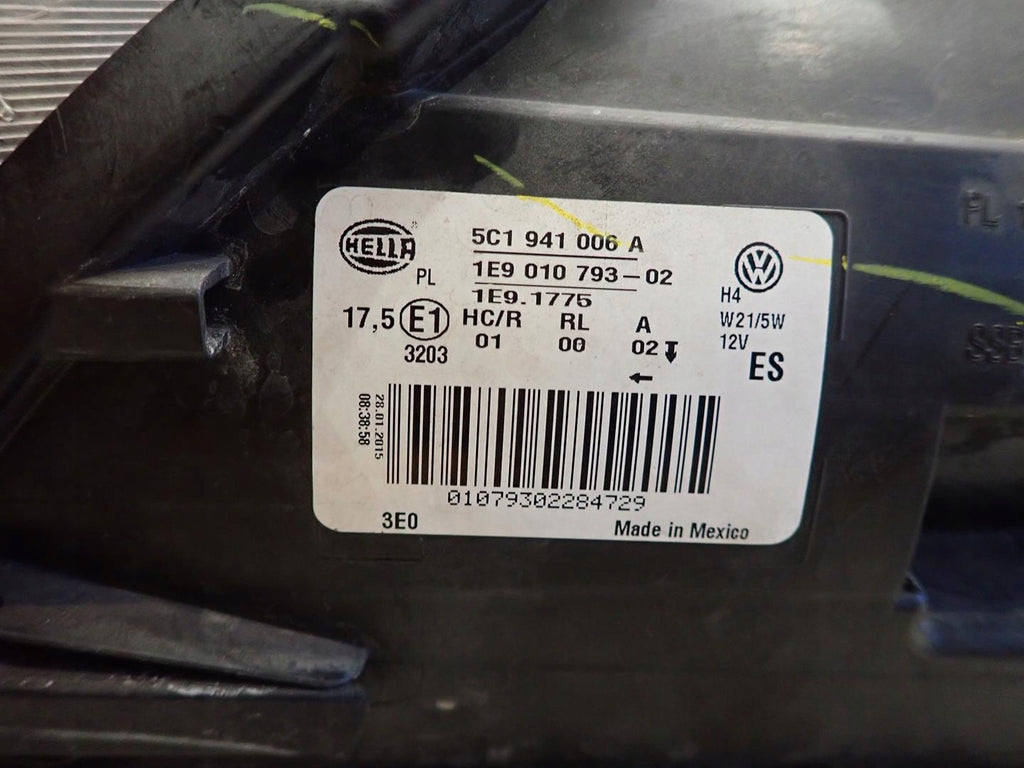 HELLA
PL
5C1 941 006 A
1E9 010 793-02
1E9.1775
17,5 E1 HC/R RL A
3203 01 00 02
H4
W21/5W
12V
ES
28.01.2015
08:38:58
01079302284729
3E0
Made in Mexico
PL